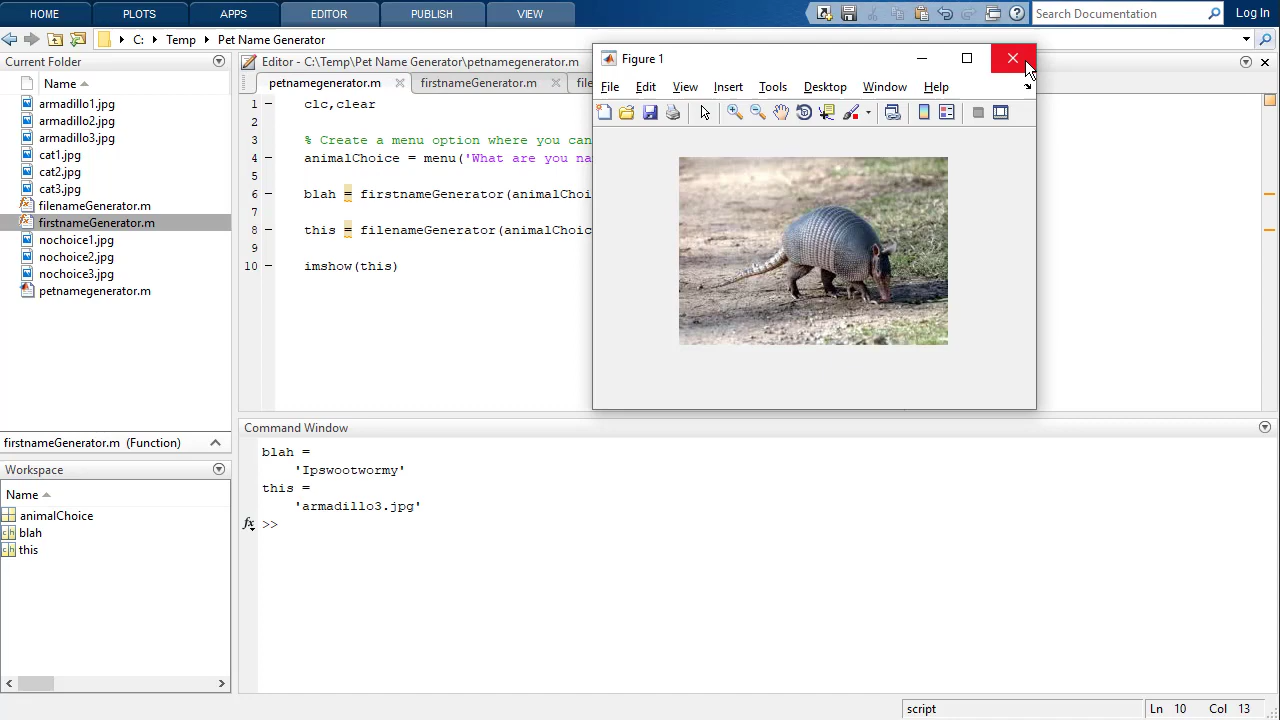 HOME PLOTS APPS EDITOR PUBLISH VIEW Search Documentation Log In
C: Temp Pet Name Generator
Current Folder
Name
armadillo1.jpg
armadillo2.jpg
armadillo3.jpg
cat1.jpg
cat2.jpg
cat3.jpg
filenameGenerator.m
firstnameGenerator.m
nochoice1.jpg
nochoice2.jpg
nochoice3.jpg
petnamegenerator.m
firstnameGenerator.m (Function)
Workspace
Name
animalChoice
blah
this
Editor - C:\Temp\Pet Name Generator\petnamegenerator.m
petnamegenerator.m firstnameGenerator.m file
1 clc,clear
2
3 % Create a menu option where you can
4 animalChoice = menu('What are you na
5
6 blah = firstnameGenerator(animalChoi
7
8 this = filenameGenerator(animalChoic
9
10 imshow(this)
Figure 1
File Edit View Insert Tools Desktop Window Help
Command Window
blah =
'Ipswootwormy'
this =
'armadillo3.jpg'
fx >>
script Ln 10 Col 13